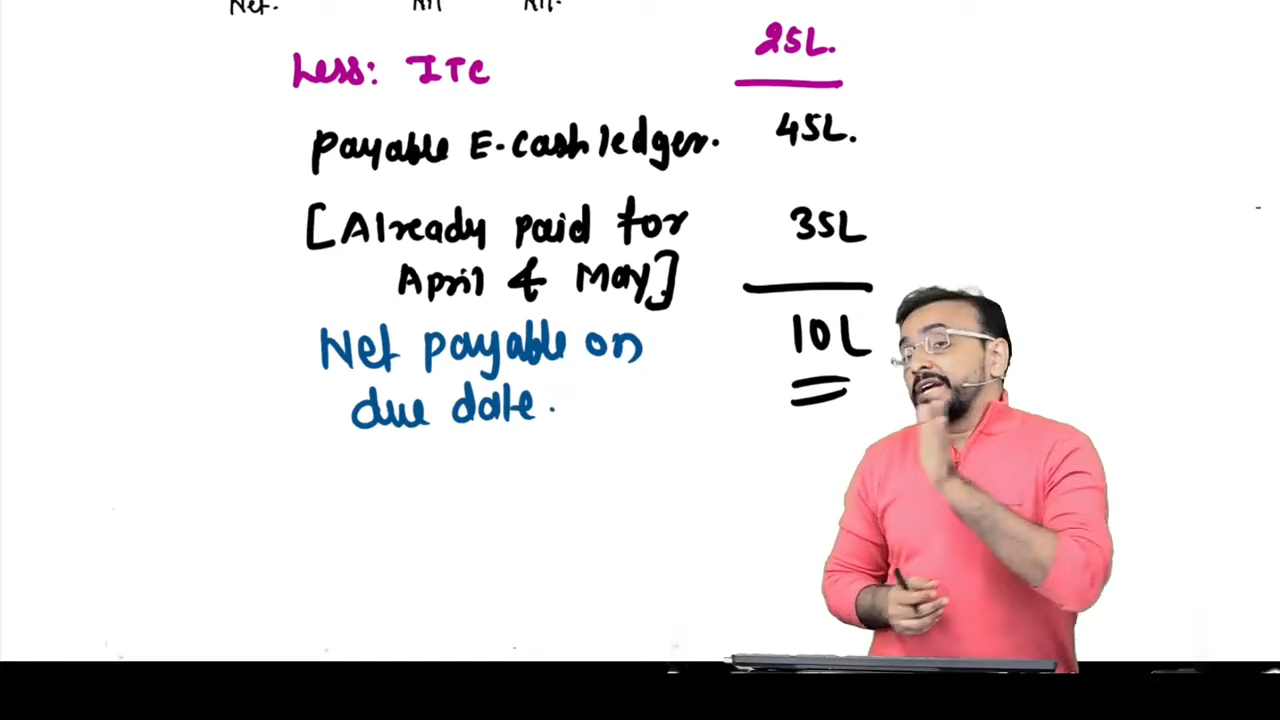 Net.
Less: ITC 25L.
Payable E-cash ledger. 45L.
[Already paid for 35L
April & May]
Net payable on 10L
due date.